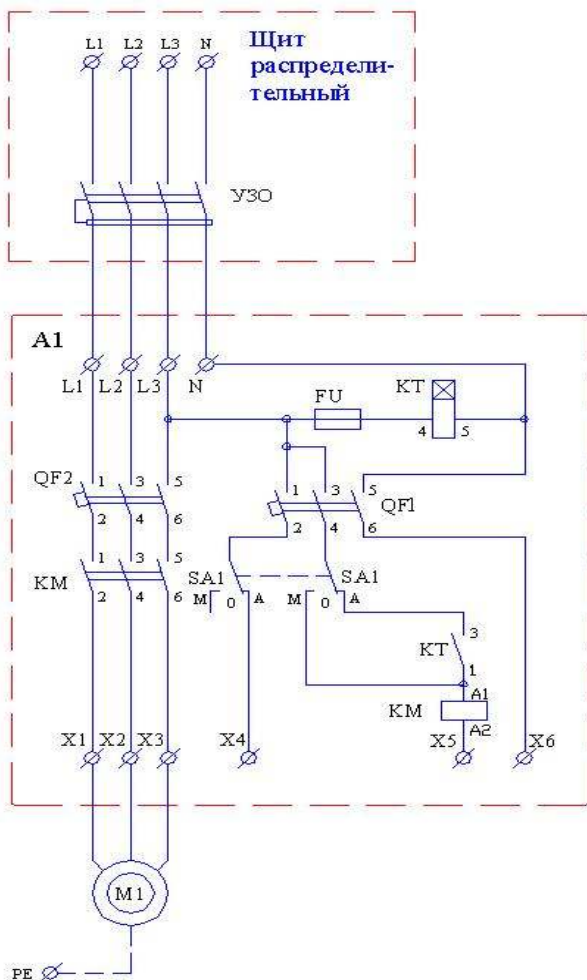 L1 L2 L3 N
Щит
распредели-
тельный
УЗО
A1
L1 L2 L3 N
FU KT
4 5
QF2 1 3 5
2 4 6
1 3 5 QF1
2 4 6
KM 1 3 5
2 4 6
SA1 SA1
M 0 A M 0 A
KT 3
1
KM A1
A2
X1 X2 X3 X4 X5 X6
M1
PE